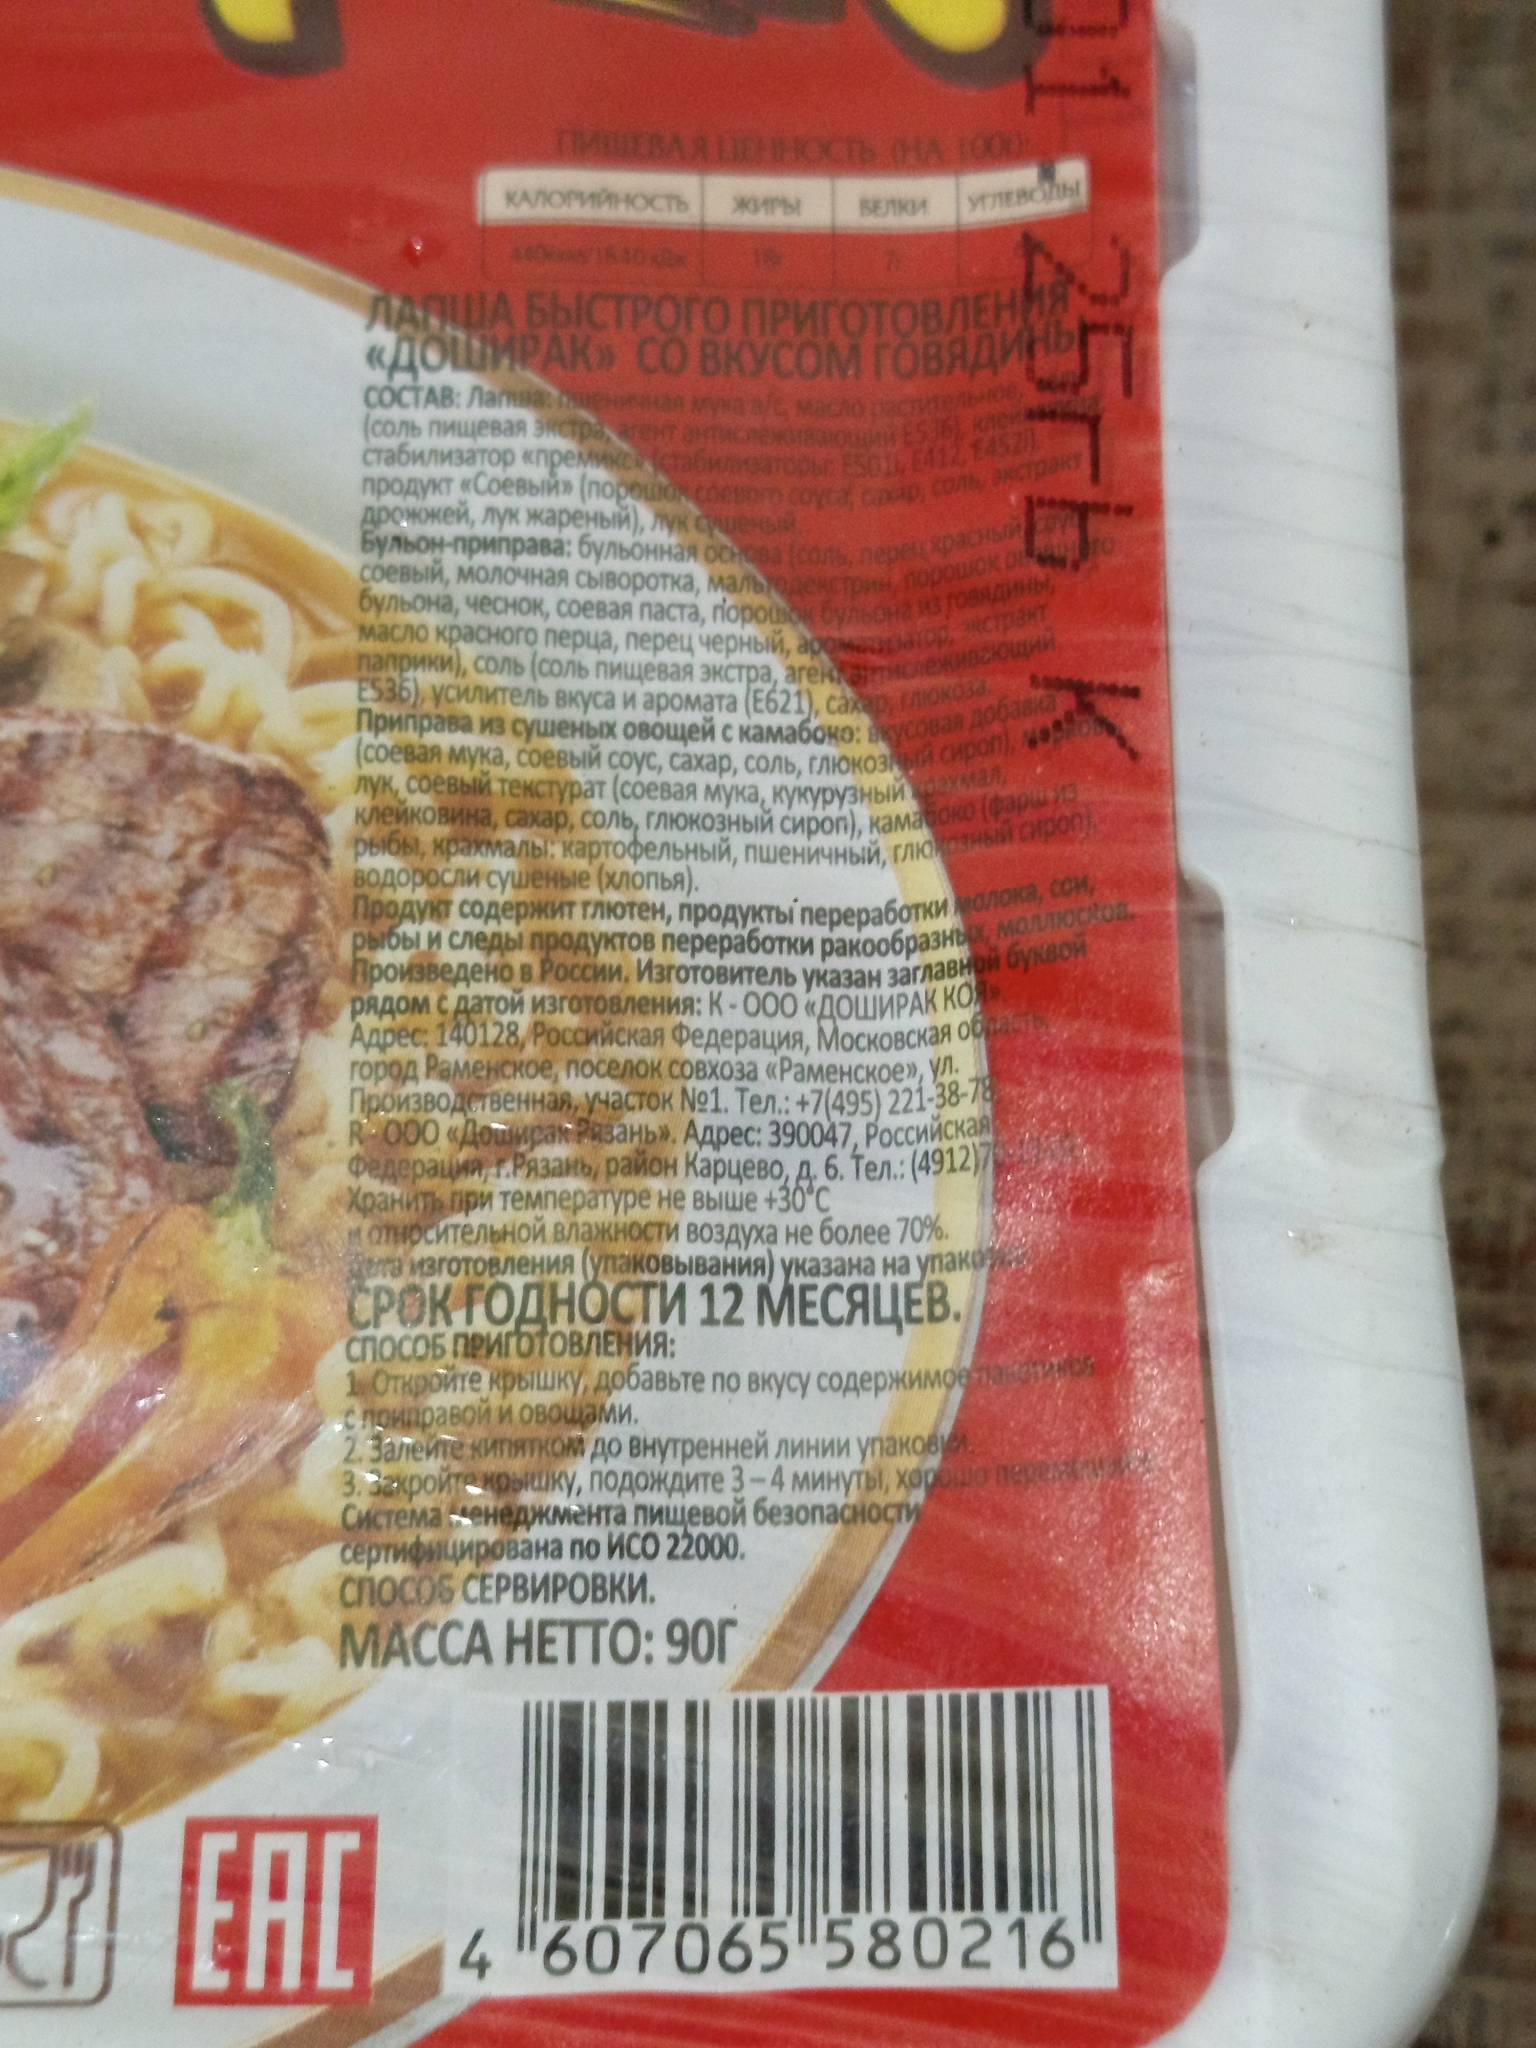 ПИЩЕВАЯ ЦЕННОСТЬ (НА 100г):
КАЛОРИЙНОСТЬ ЖИРЫ БЕЛКИ УГЛЕВОДЫ
18г 7г
ЛАПША БЫСТРОГО ПРИГОТОВЛЕНИЯ
«ДОШИРАК» СО ВКУСОМ ГОВЯДИНЫ
СОСТАВ: Лапша: пшеничная мука в/с, масло растительное,
(соль пищевая экстра, агент антислеживающий Е536),
стабилизатор «премикс» (стабилизаторы: Е501i, Е412, Е452i),
продукт «Соевый» (порошок соевого соуса, сахар, соль, экстракт
дрожжей, лук жареный), лук сушеный.
Бульон-приправа: бульонная основа (соль, перец красный, соус
соевый, молочная сыворотка, мальтодекстрин, порошок
бульона, чеснок, соевая паста, порошок бульона из говядины,
масло красного перца, перец черный, ароматизатор, экстракт
паприки), соль (соль пищевая экстра, агент антислеживающий
Е536), усилитель вкуса и аромата (Е621), сахар, глюкоза.
Приправа из сушеных овощей с камабоко: вкусовая добавка
(соевая мука, соевый соус, сахар, соль, глюкозный сироп), морковь,
лук, соевый текстурат (соевая мука, кукурузный крахмал,
клейковина, сахар, соль, глюкозный сироп), камабоко (фарш из
рыбы, крахмалы: картофельный, пшеничный, глюкозный сироп),
водоросли сушеные (хлопья).
Продукт содержит глютен, продукты переработки молока, сои,
рыбы и следы продуктов переработки ракообразных, моллюсков.
Произведено в России. Изготовитель указан заглавной буквой
рядом с датой изготовления: К - ООО «ДОШИРАК КОЯ»
Адрес: 140128, Российская Федерация, Московская область,
город Раменское, поселок совхоза «Раменское», ул.
Производственная, участок №1. Тел.: +7(495) 221-38-78
R - ООО «Доширак Рязань». Адрес: 390047, Российская
Федерация, г.Рязань, район Карцево, д. 6. Тел.: (4912)
Хранить при температуре не выше +30°С
и относительной влажности воздуха не более 70%.
Дата изготовления (упаковывания) указана на упаковке.
СРОК ГОДНОСТИ 12 МЕСЯЦЕВ.
СПОСОБ ПРИГОТОВЛЕНИЯ:
1. Откройте крышку, добавьте по вкусу содержимое пакетиков
с приправой и овощами.
2. Залейте кипятком до внутренней линии упаковки.
3. Закройте крышку, подождите 3 – 4 минуты, хорошо перемешайте.
Система менеджмента пищевой безопасности
сертифицирована по ИСО 22000.
СПОСОБ СЕРВИРОВКИ.
МАССА НЕТТО: 90Г
EAC
4 607065 580216
K